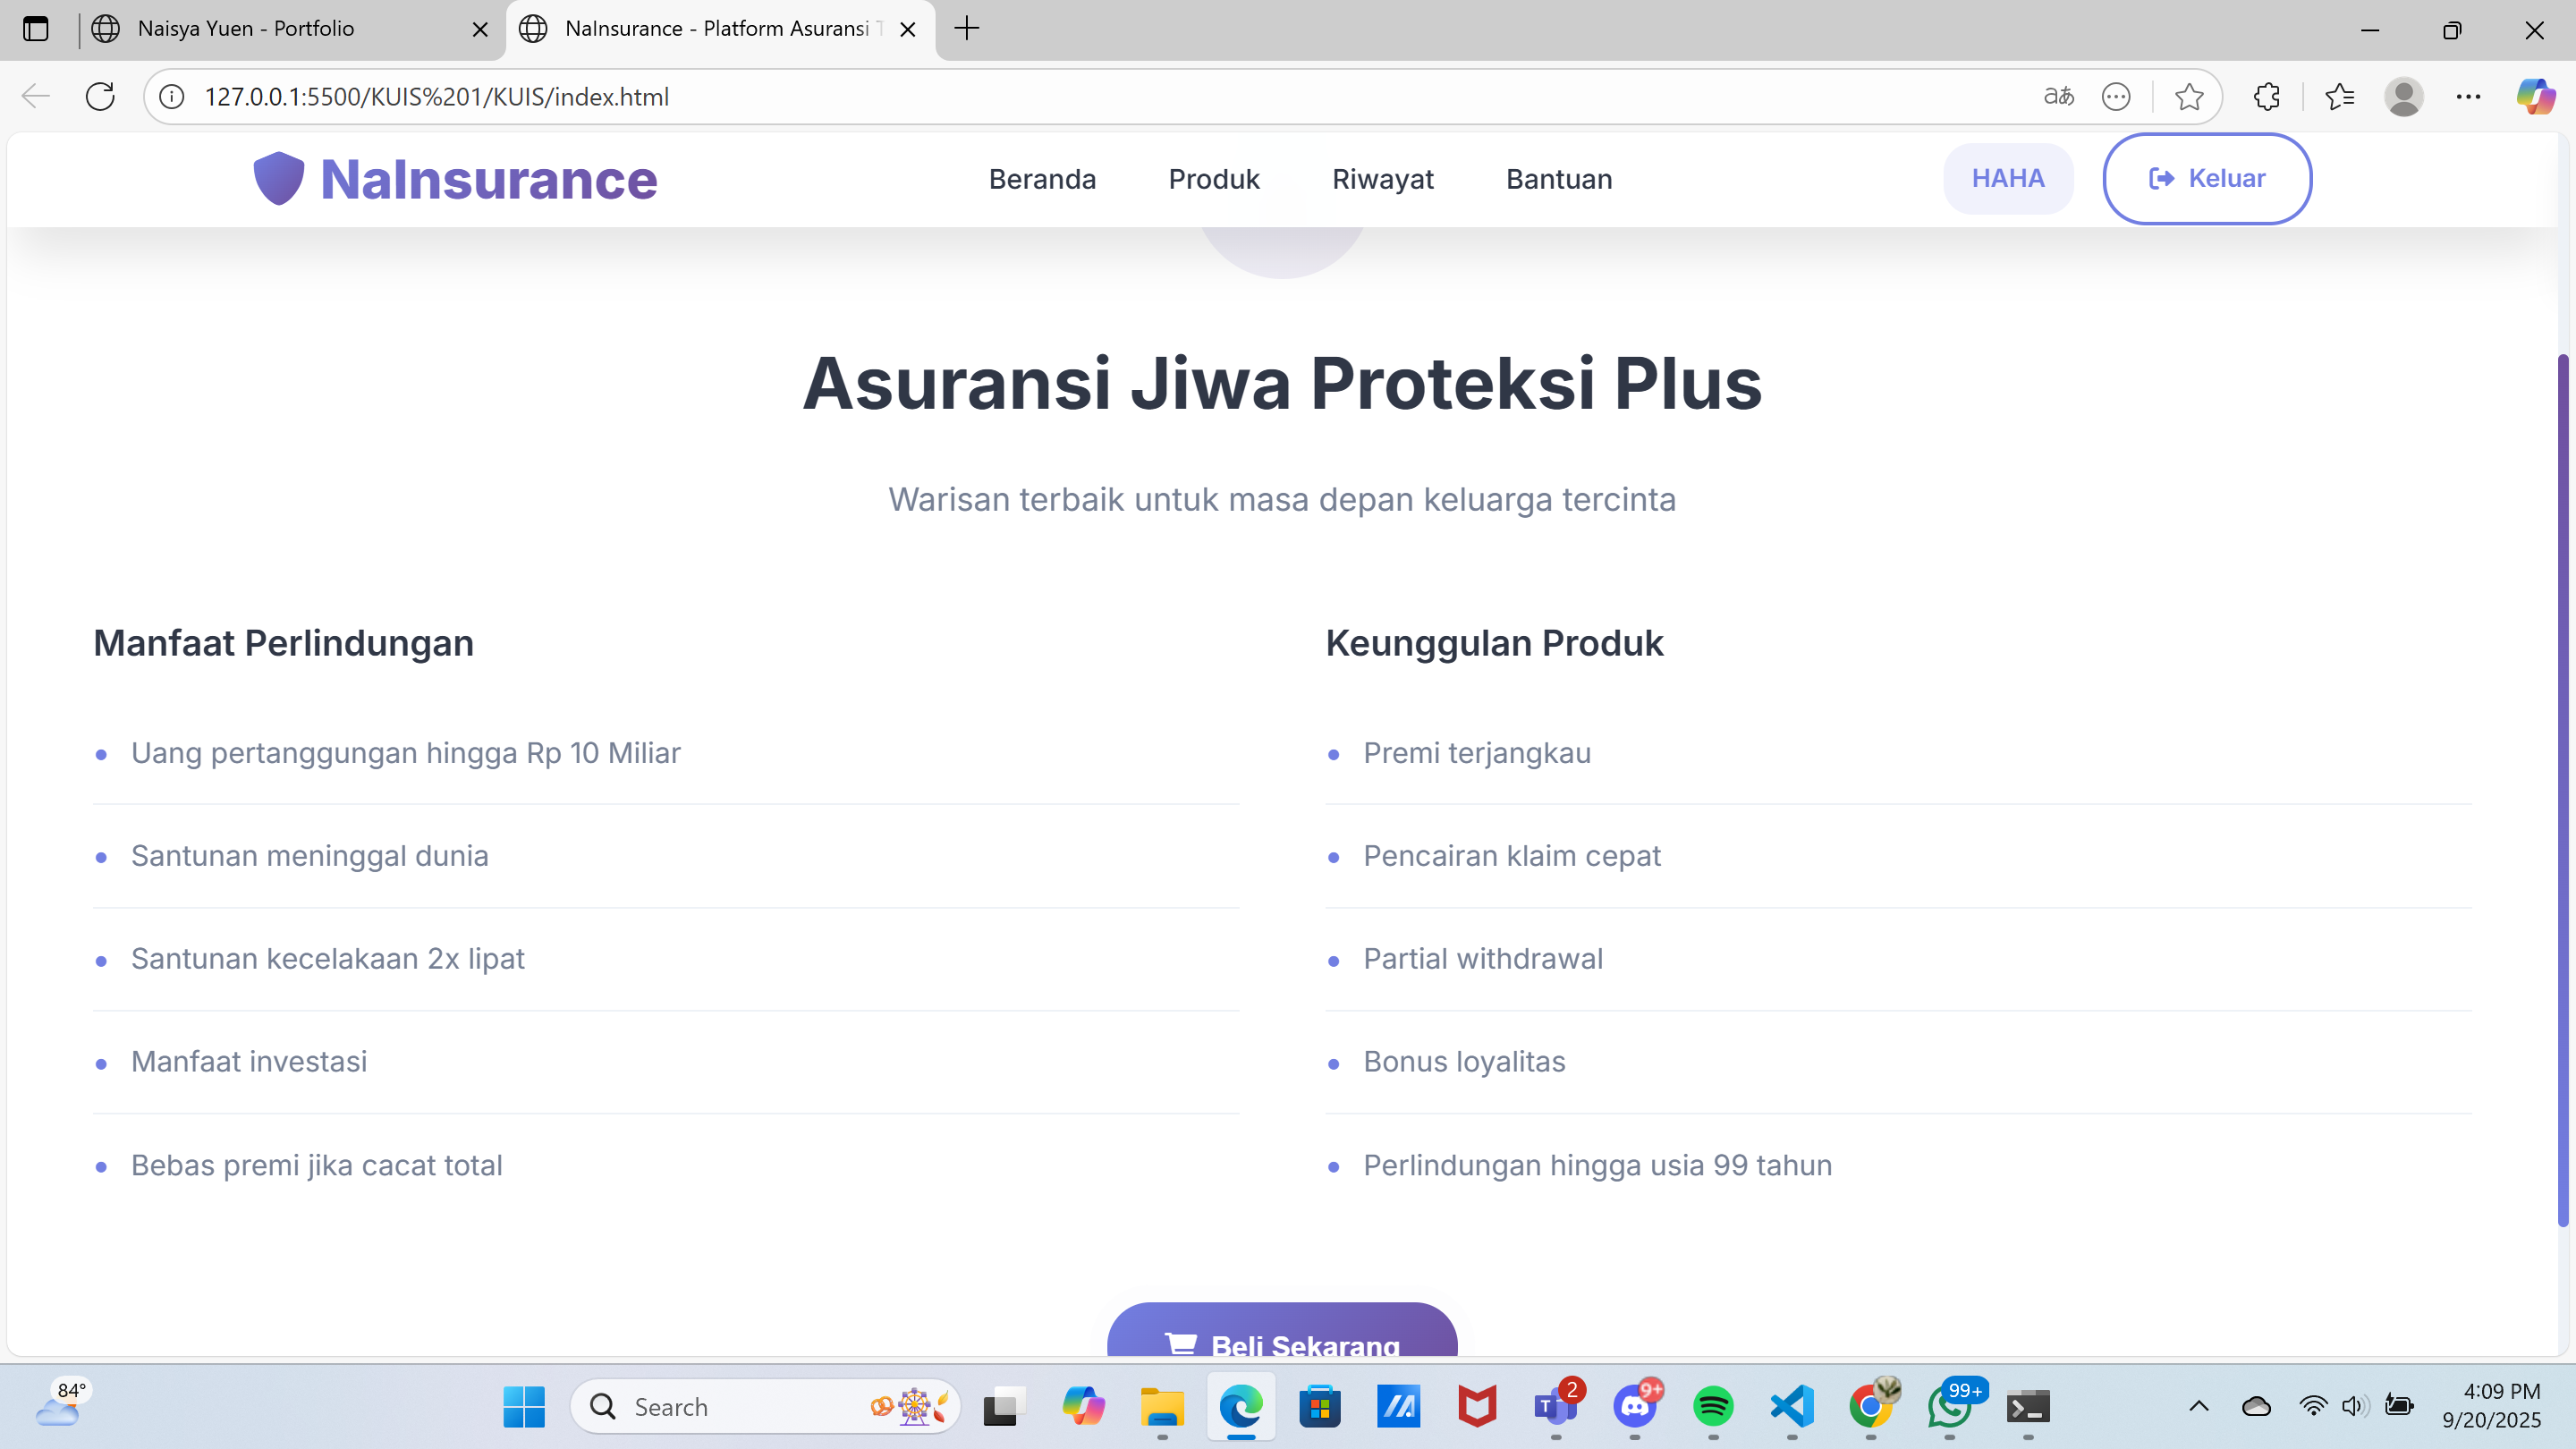 Naisya Yuen - Portfolio
NaInsurance - Platform Asuransi
127.0.0.1:5500/KUIS%201/KUIS/index.html
aあ
NaInsurance
Beranda
Produk
Riwayat
Bantuan
HAHA
Keluar
Asuransi Jiwa Proteksi Plus
Warisan terbaik untuk masa depan keluarga tercinta
Manfaat Perlindungan
Uang pertanggungan hingga Rp 10 Miliar
Santunan meninggal dunia
Santunan kecelakaan 2x lipat
Manfaat investasi
Bebas premi jika cacat total
Keunggulan Produk
Premi terjangkau
Pencairan klaim cepat
Partial withdrawal
Bonus loyalitas
Perlindungan hingga usia 99 tahun
Beli Sekarang
84°
Search
2
9+
99+
4:09 PM
9/20/2025